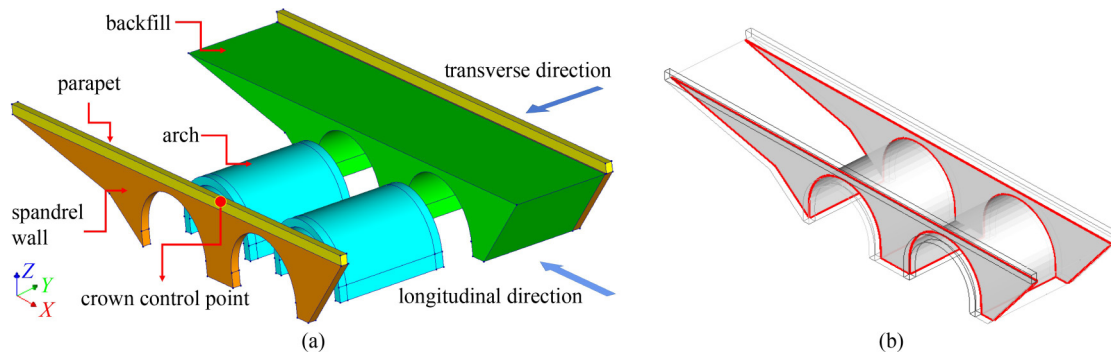 backfill
transverse direction
parapet
arch
spandrel
wall
Z
Y
X
crown control point
longitudinal direction
(a)
(b)